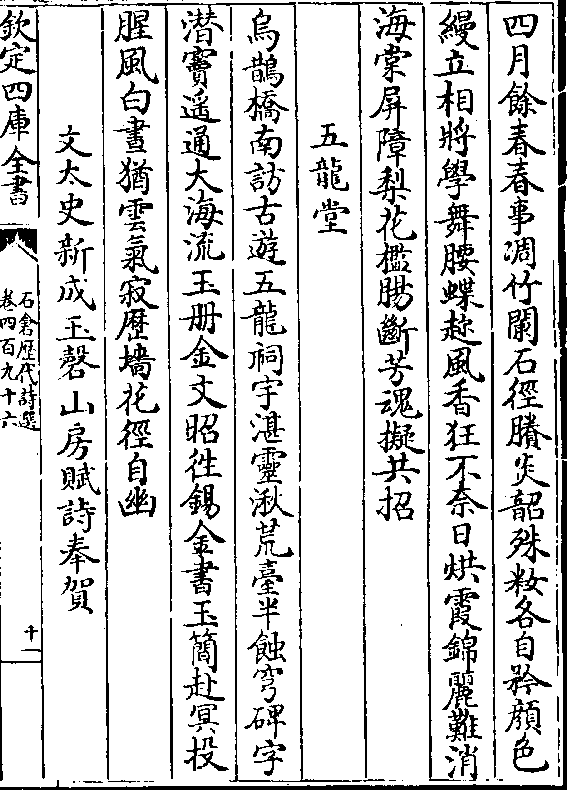 四月餘春春事凋竹闌石徑賸炎韶殊粧各自矜顔色
縵立相將學舞腰蝶趂風香狂不奈日烘霞錦麗難消
海棠屏障梨花檻腸斷芳魂擬共招
五龍堂
烏鵲橋南訪古遊五龍祠宇湛靈湫荒臺半蝕穹碑字
潜竇遥通大海流玉册金文昭徃錫金書玉簡赴冥投
腥風白晝猶雲氣寂歴墻花徑自幽
文太史新成玉磬山房賦詩奉賀
欽定四庫全書
石倉歴代詩選
卷四百九十六
十一